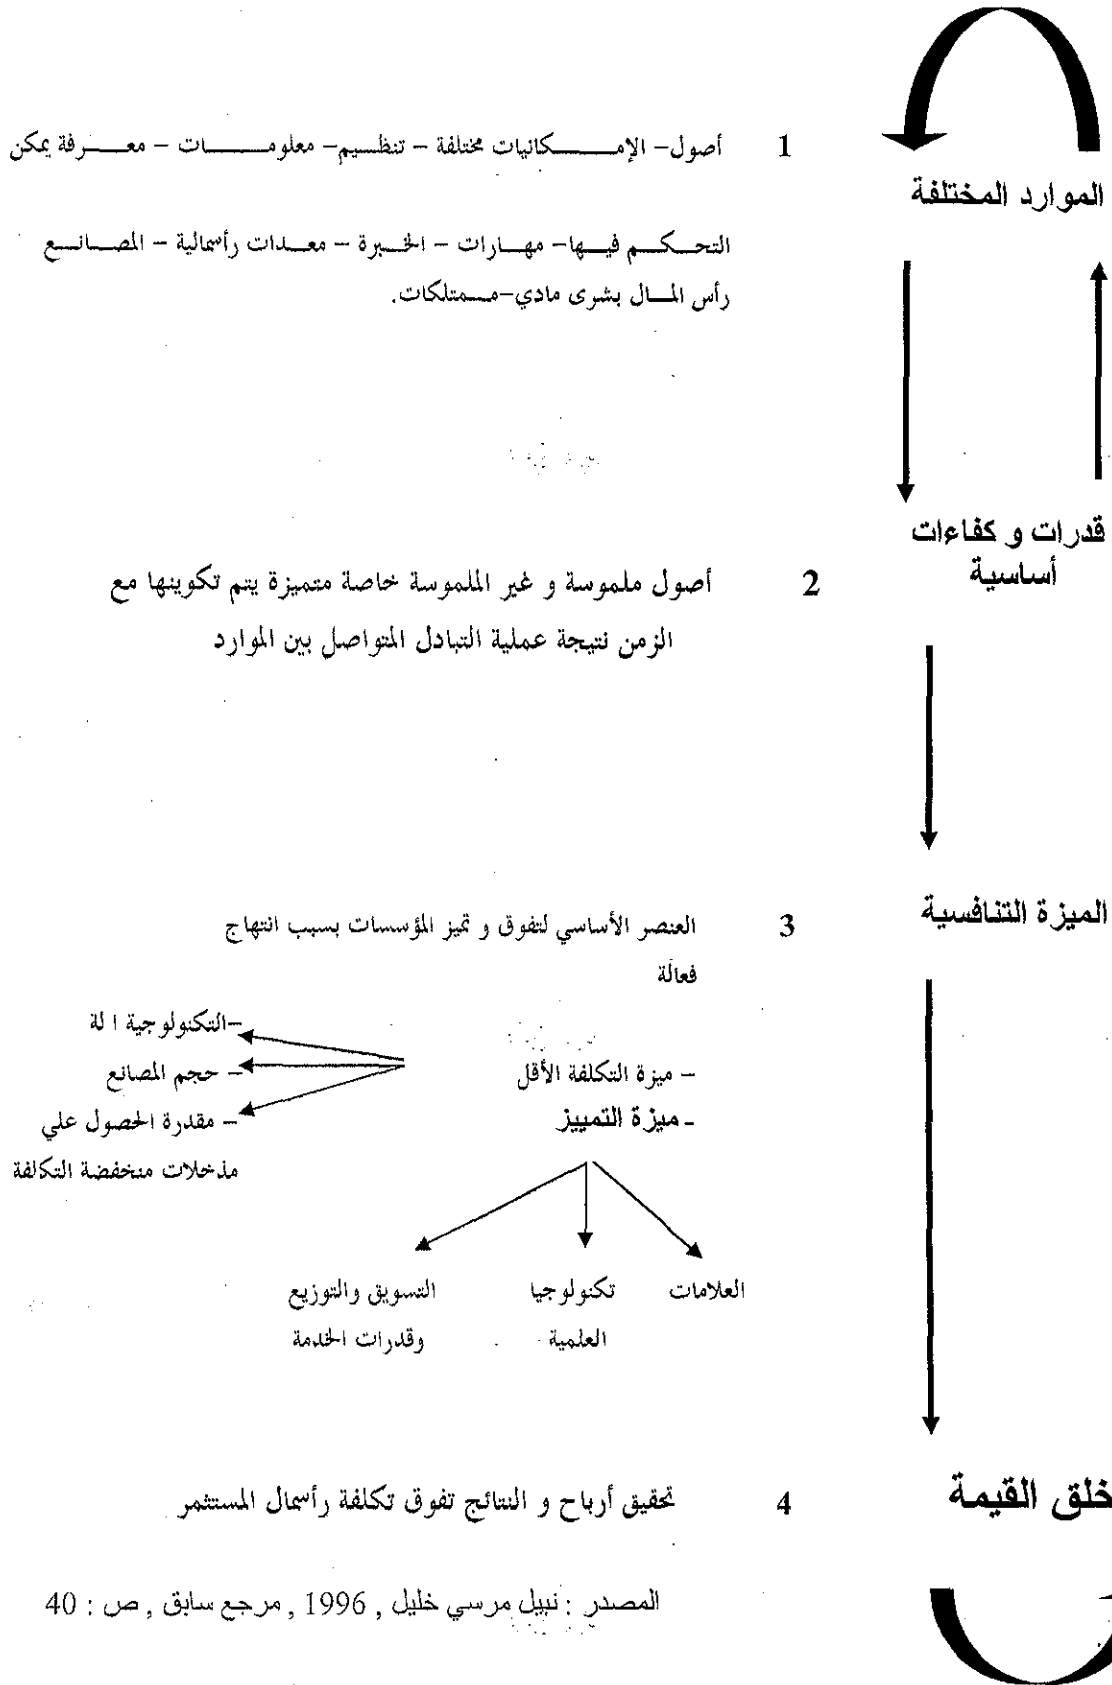 الموارد المختلفة
1 أصول- الإمكانيات مختلفة - تنظيم- معلومات - معرفة يمكن
التحكم فيها- مهارات - الخبرة - معدات رأسمالية - المصانع
رأس المال بشرى مادي-ممتلكات.
قدرات و كفاءات
أساسية
2 أصول ملموسة و غير الملموسة خاصة متميزة يتم تكوينها مع
الزمن نتيجة عملية التبادل المتواصل بين الموارد
الميزة التنافسية
3 العنصر الأساسي لتفوق و تميز المؤسسات بسبب انتهاج
فعالة
- ميزة التكلفة الأقل
- ميزة التمييز
-التكنولوجية ا لة
- حجم المصانع
- مقدرة الحصول علي
مدخلات منخفضة التكلفة
العلامات
تكنولوجيا
العلمية
التسويق والتوزيع
وقدرات الخدمة
خلق القيمة
4 تحقيق أرباح و النتائج تفوق تكلفة رأسمال المستثمر
المصدر : نبيل مرسي خليل , 1996 , مرجع سابق , ص : 40